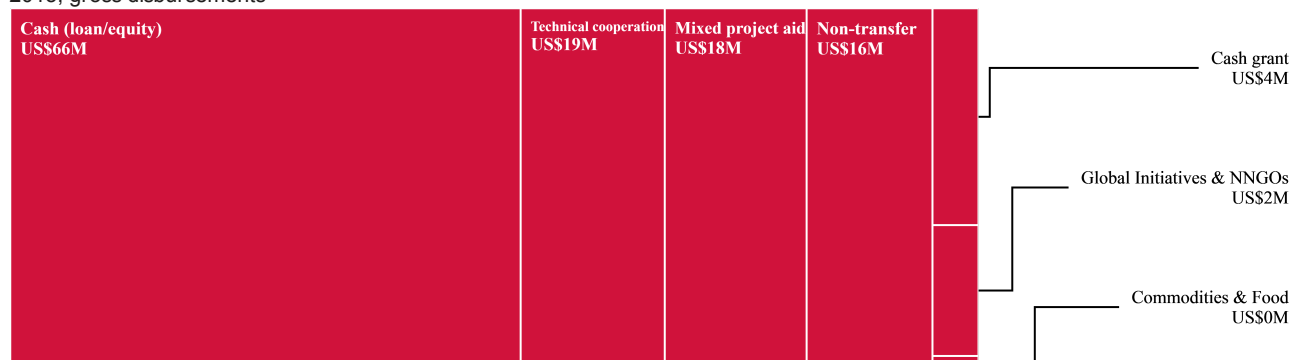 Cash (loan/equity)
US$66M
Technical cooperation
US$19M
Mixed project aid
US$18M
Non-transfer
US$16M
Cash grant
US$4M
Global Initiatives & NNGOs
US$2M
Commodities & Food
US$0M